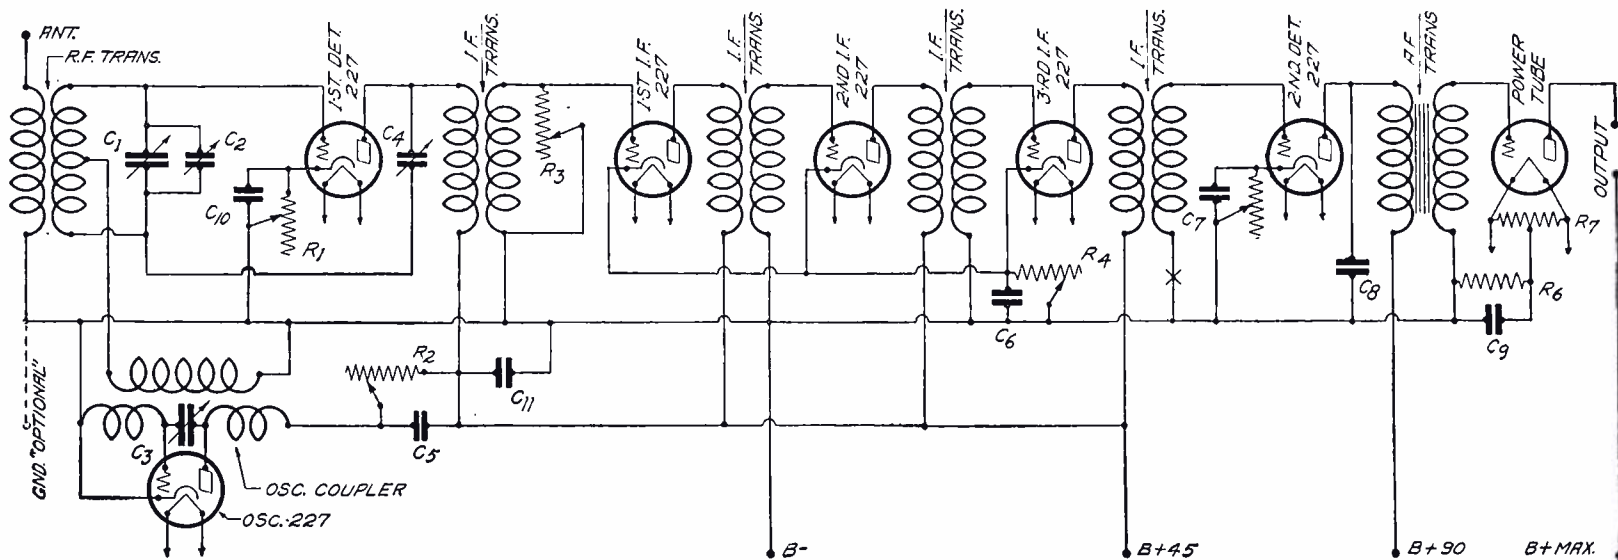 ANT.
R.F. TRANS.
1ST. DET.
227
I.F.
TRANS.
1ST I.F.
227
I.F.
TRANS.
2ND I.F.
227
I.F.
TRANS.
3RD I.F.
227
I.F.
TRANS.
2ND. DET.
227
A.F.
TRANS
POWER
TUBE
OUTPUT
C1
C2
C10
R1
C4
R3
R4
C6
C7
C8
R7
R6
C9
R2
C11
C5
C3
GND. "OPTIONAL"
OSC. COUPLER
OSC.-227
B-
B+45
B+90
B+MAX.